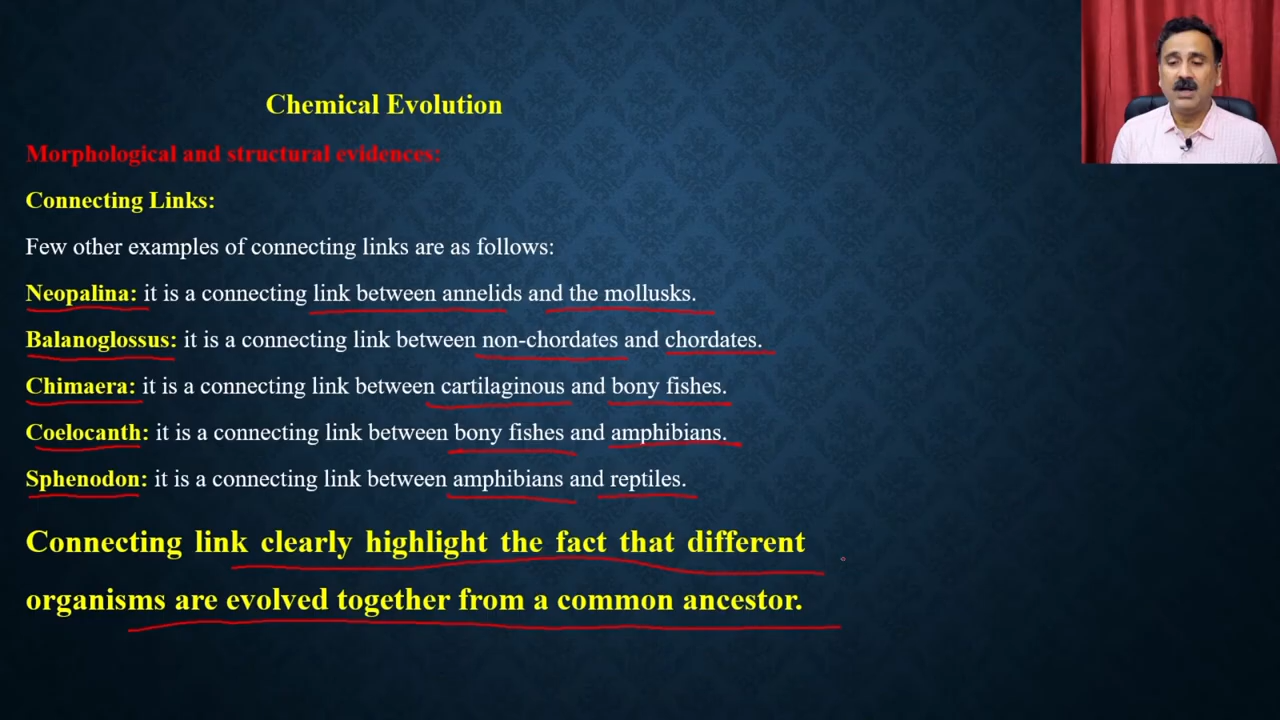 Chemical Evolution
Morphological and structural evidences:
Connecting Links:
Few other examples of connecting links are as follows:
Neopalina: it is a connecting link between annelids and the mollusks.
Balanoglossus: it is a connecting link between non-chordates and chordates.
Chimaera: it is a connecting link between cartilaginous and bony fishes.
Coelocanth: it is a connecting link between bony fishes and amphibians.
Sphenodon: it is a connecting link between amphibians and reptiles.
Connecting link clearly highlight the fact that different
organisms are evolved together from a common ancestor.